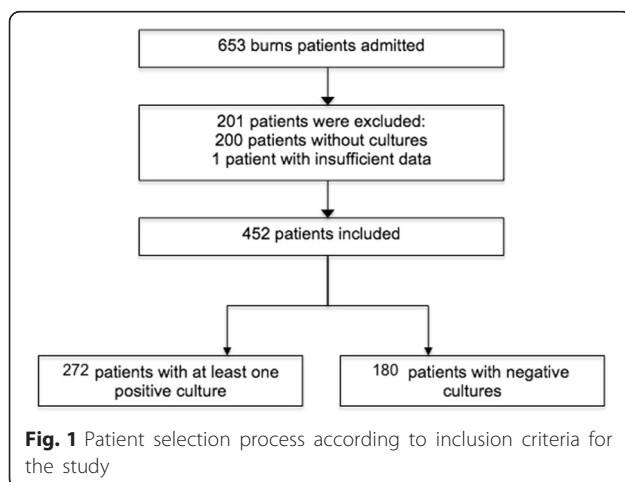 653 burns patients admitted
201 patients were excluded:
200 patients without cultures
1 patient with insufficient data
452 patients included
272 patients with at least one
positive culture
180 patients with negative
cultures
Fig. 1 Patient selection process according to inclusion criteria for
the study